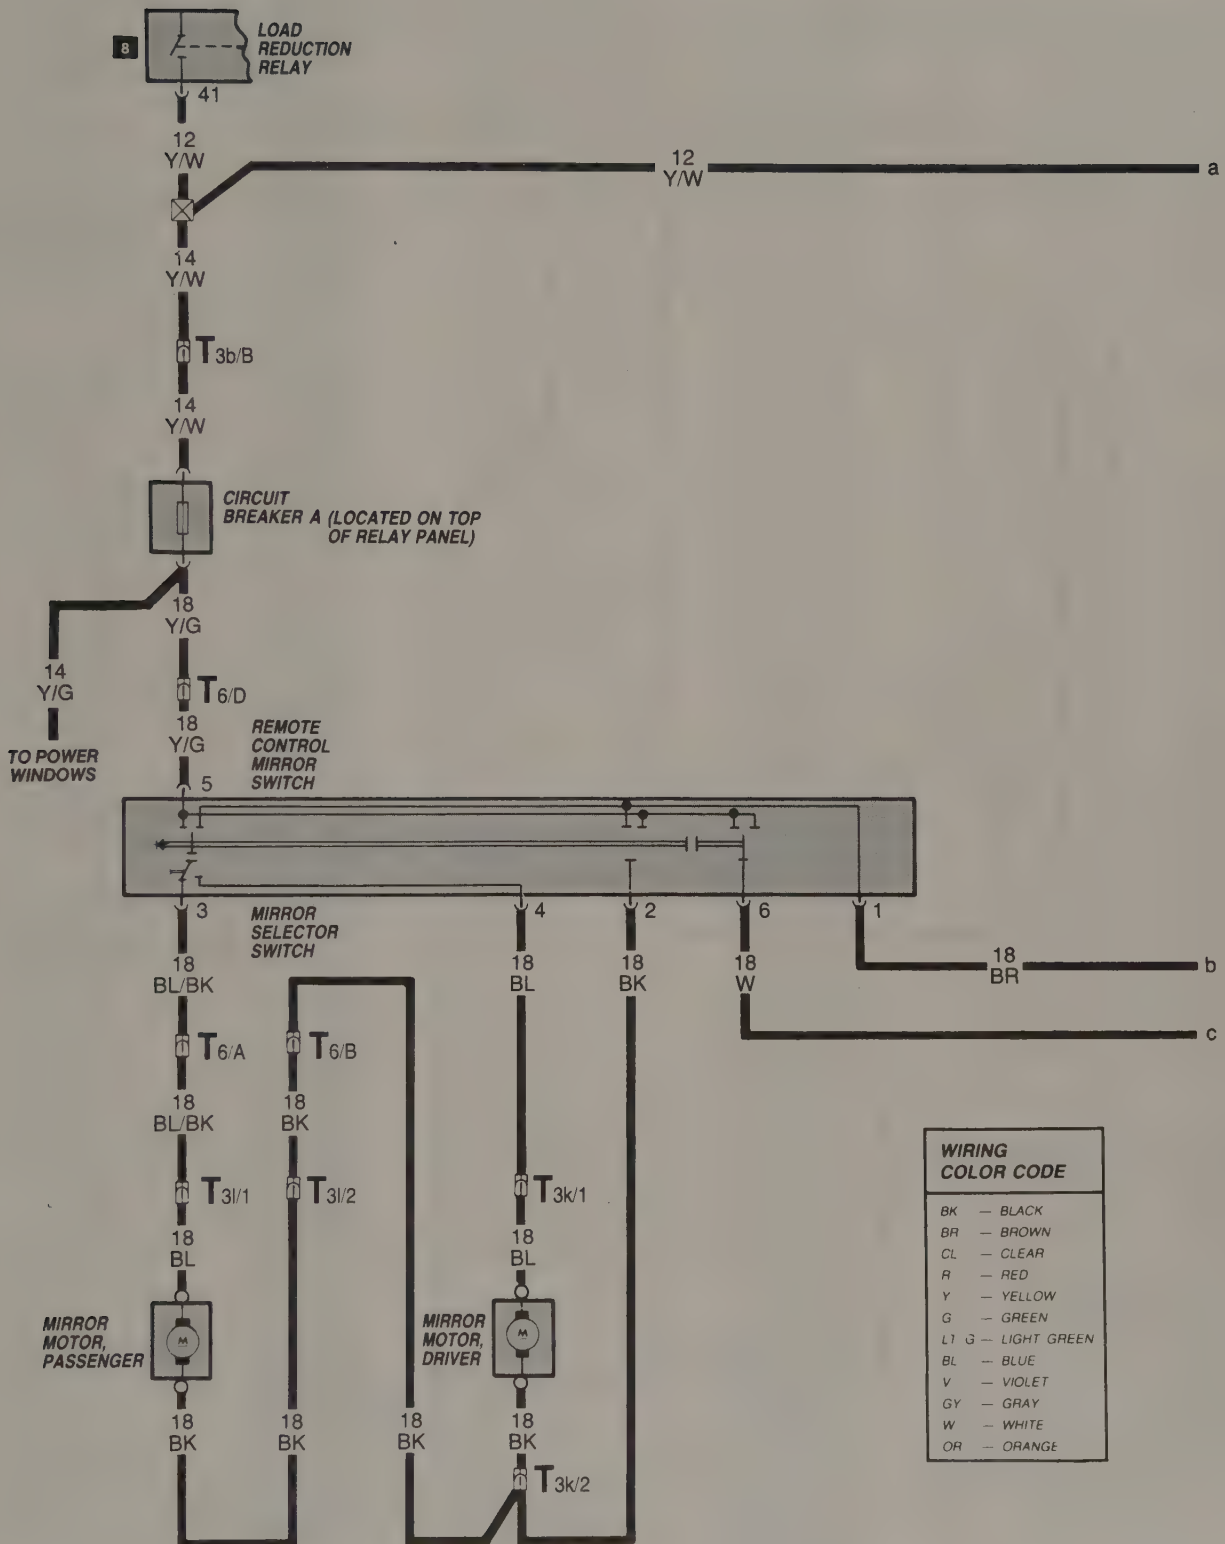 8
LOAD
REDUCTION
RELAY
41
12
Y/W
12
Y/W
a
14
Y/W
T3b/B
14
Y/W
CIRCUIT
BREAKER A (LOCATED ON TOP
OF RELAY PANEL)
18
Y/G
14
Y/G
TO POWER
WINDOWS
T6/D
18
Y/G
REMOTE
CONTROL
MIRROR
SWITCH
5
3
MIRROR
SELECTOR
SWITCH
4
2
6
1
18
BL/BK
18
BL
18
BK
18
W
18
BR
b
c
T6/A
T6/B
18
BL/BK
18
BK
T3l/1
T3l/2
T3k/1
18
BL
18
BL
MIRROR
MOTOR,
PASSENGER
M
MIRROR
MOTOR,
DRIVER
M
18
BK
18
BK
18
BK
18
BK
T3k/2
WIRING
COLOR CODE
BK — BLACK
BR — BROWN
CL — CLEAR
R — RED
Y — YELLOW
G — GREEN
LT G — LIGHT GREEN
BL — BLUE
V — VIOLET
GY — GRAY
W — WHITE
OR — ORANGE